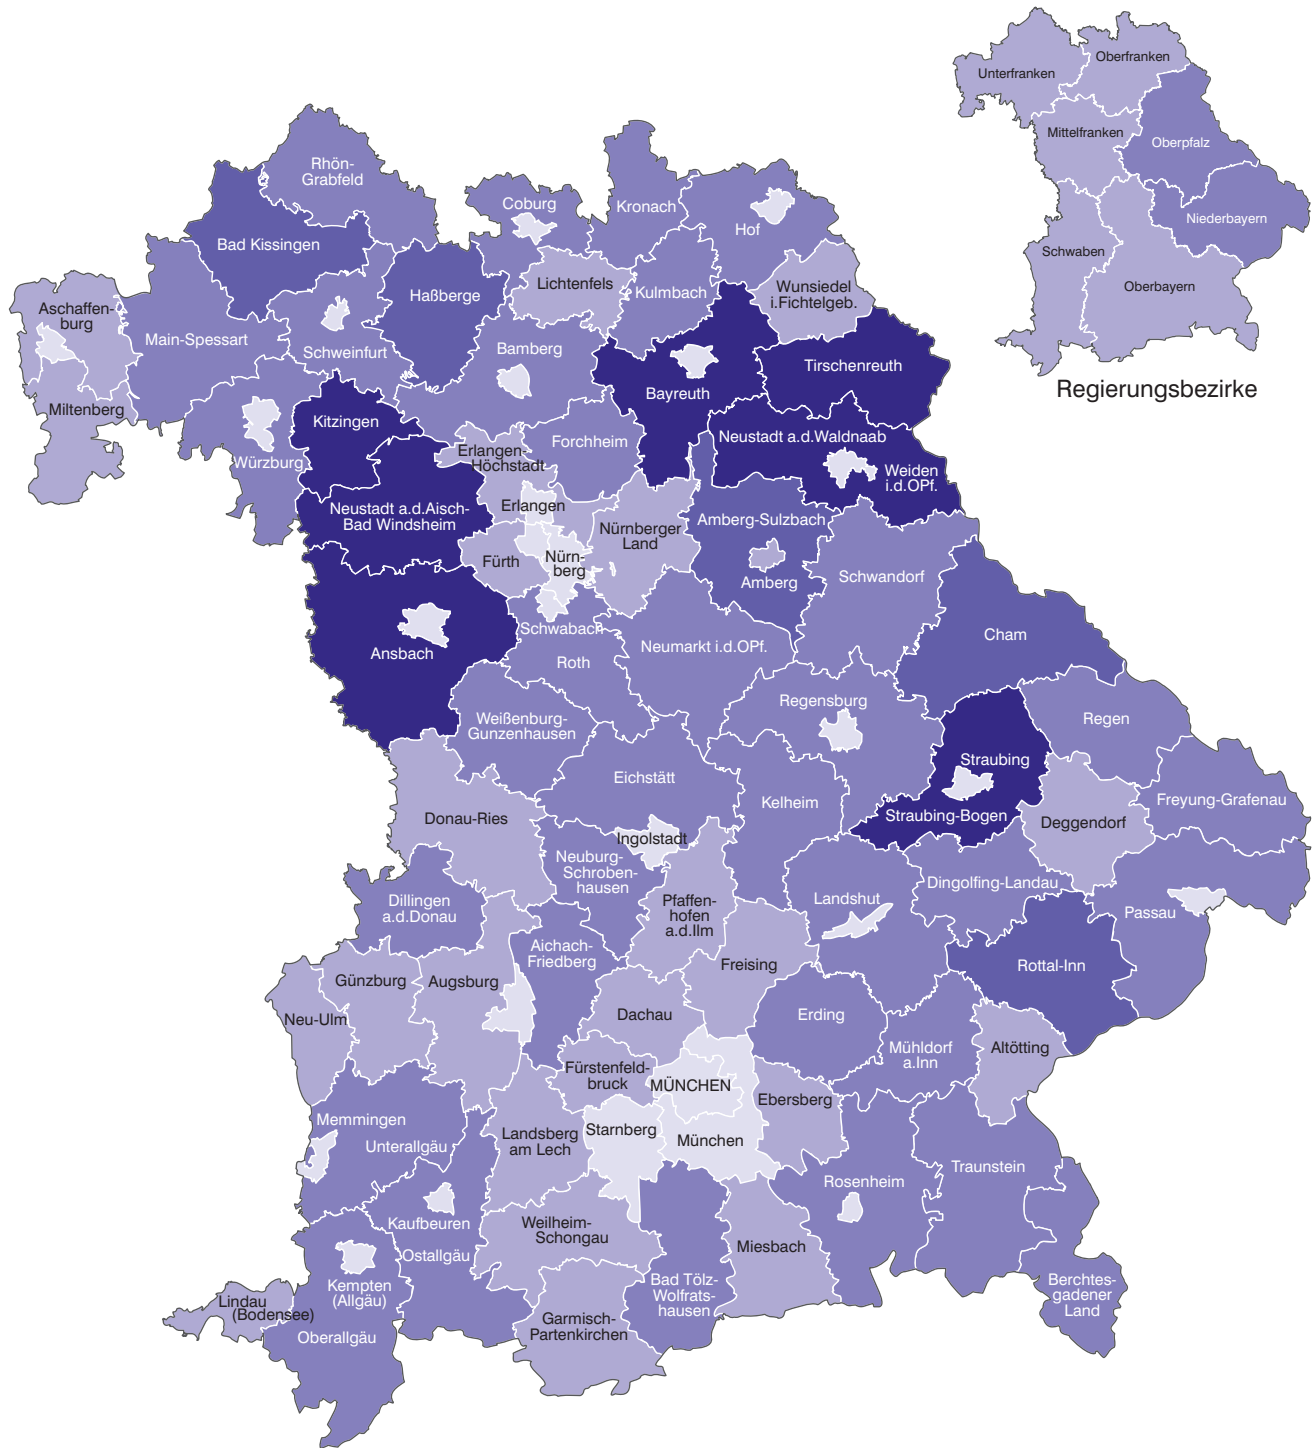 Oberfranken
Unterfranken
Mittelfranken
Oberpfalz
Niederbayern
Schwaben
Oberbayern
Regierungsbezirke
Rhön-
Grabfeld
Coburg
Kronach
Hof
Bad Kissingen
Lichtenfels
Kulmbach
Wunsiedel
i.Fichtelgeb.
Haßberge
Aschaffen-
burg
Main-Spessart
Schweinfurt
Bamberg
Tirschenreuth
Bayreuth
Miltenberg
Kitzingen
Forchheim
Neustadt a.d.Waldnaab
Würzburg
Erlangen-
Höchstadt
Weiden
i.d.OPf.
Neustadt a.d.Aisch-
Bad Windsheim
Erlangen
Nürnberger
Land
Amberg-Sulzbach
Fürth
Nürn-
berg
Amberg
Schwandorf
Schwabach
Cham
Ansbach
Roth
Neumarkt i.d.OPf.
Regensburg
Regen
Weißenburg-
Gunzenhausen
Straubing
Eichstätt
Kelheim
Freyung-Grafenau
Donau-Ries
Straubing-Bogen
Deggendorf
Ingolstadt
Neuburg-
Schroben-
hausen
Dingolfing-Landau
Dillingen
a.d.Donau
Pfaffen-
hofen
a.d.Ilm
Landshut
Passau
Aichach-
Friedberg
Freising
Rottal-Inn
Günzburg
Augsburg
Neu-Ulm
Dachau
Erding
Mühldorf
a.Inn
Altötting
Fürstenfeld-
bruck
MÜNCHEN
Ebersberg
Memmingen
Unterallgäu
Landsberg
am Lech
Starnberg
München
Traunstein
Rosenheim
Kaufbeuren
Weilheim-
Schongau
Miesbach
Ostallgäu
Kempten
(Allgäu)
Bad Tölz-
Wolfrats-
hausen
Berchtes-
gadener
Land
Lindau
(Bodensee)
Garmisch-
Partenkirchen
Oberallgäu